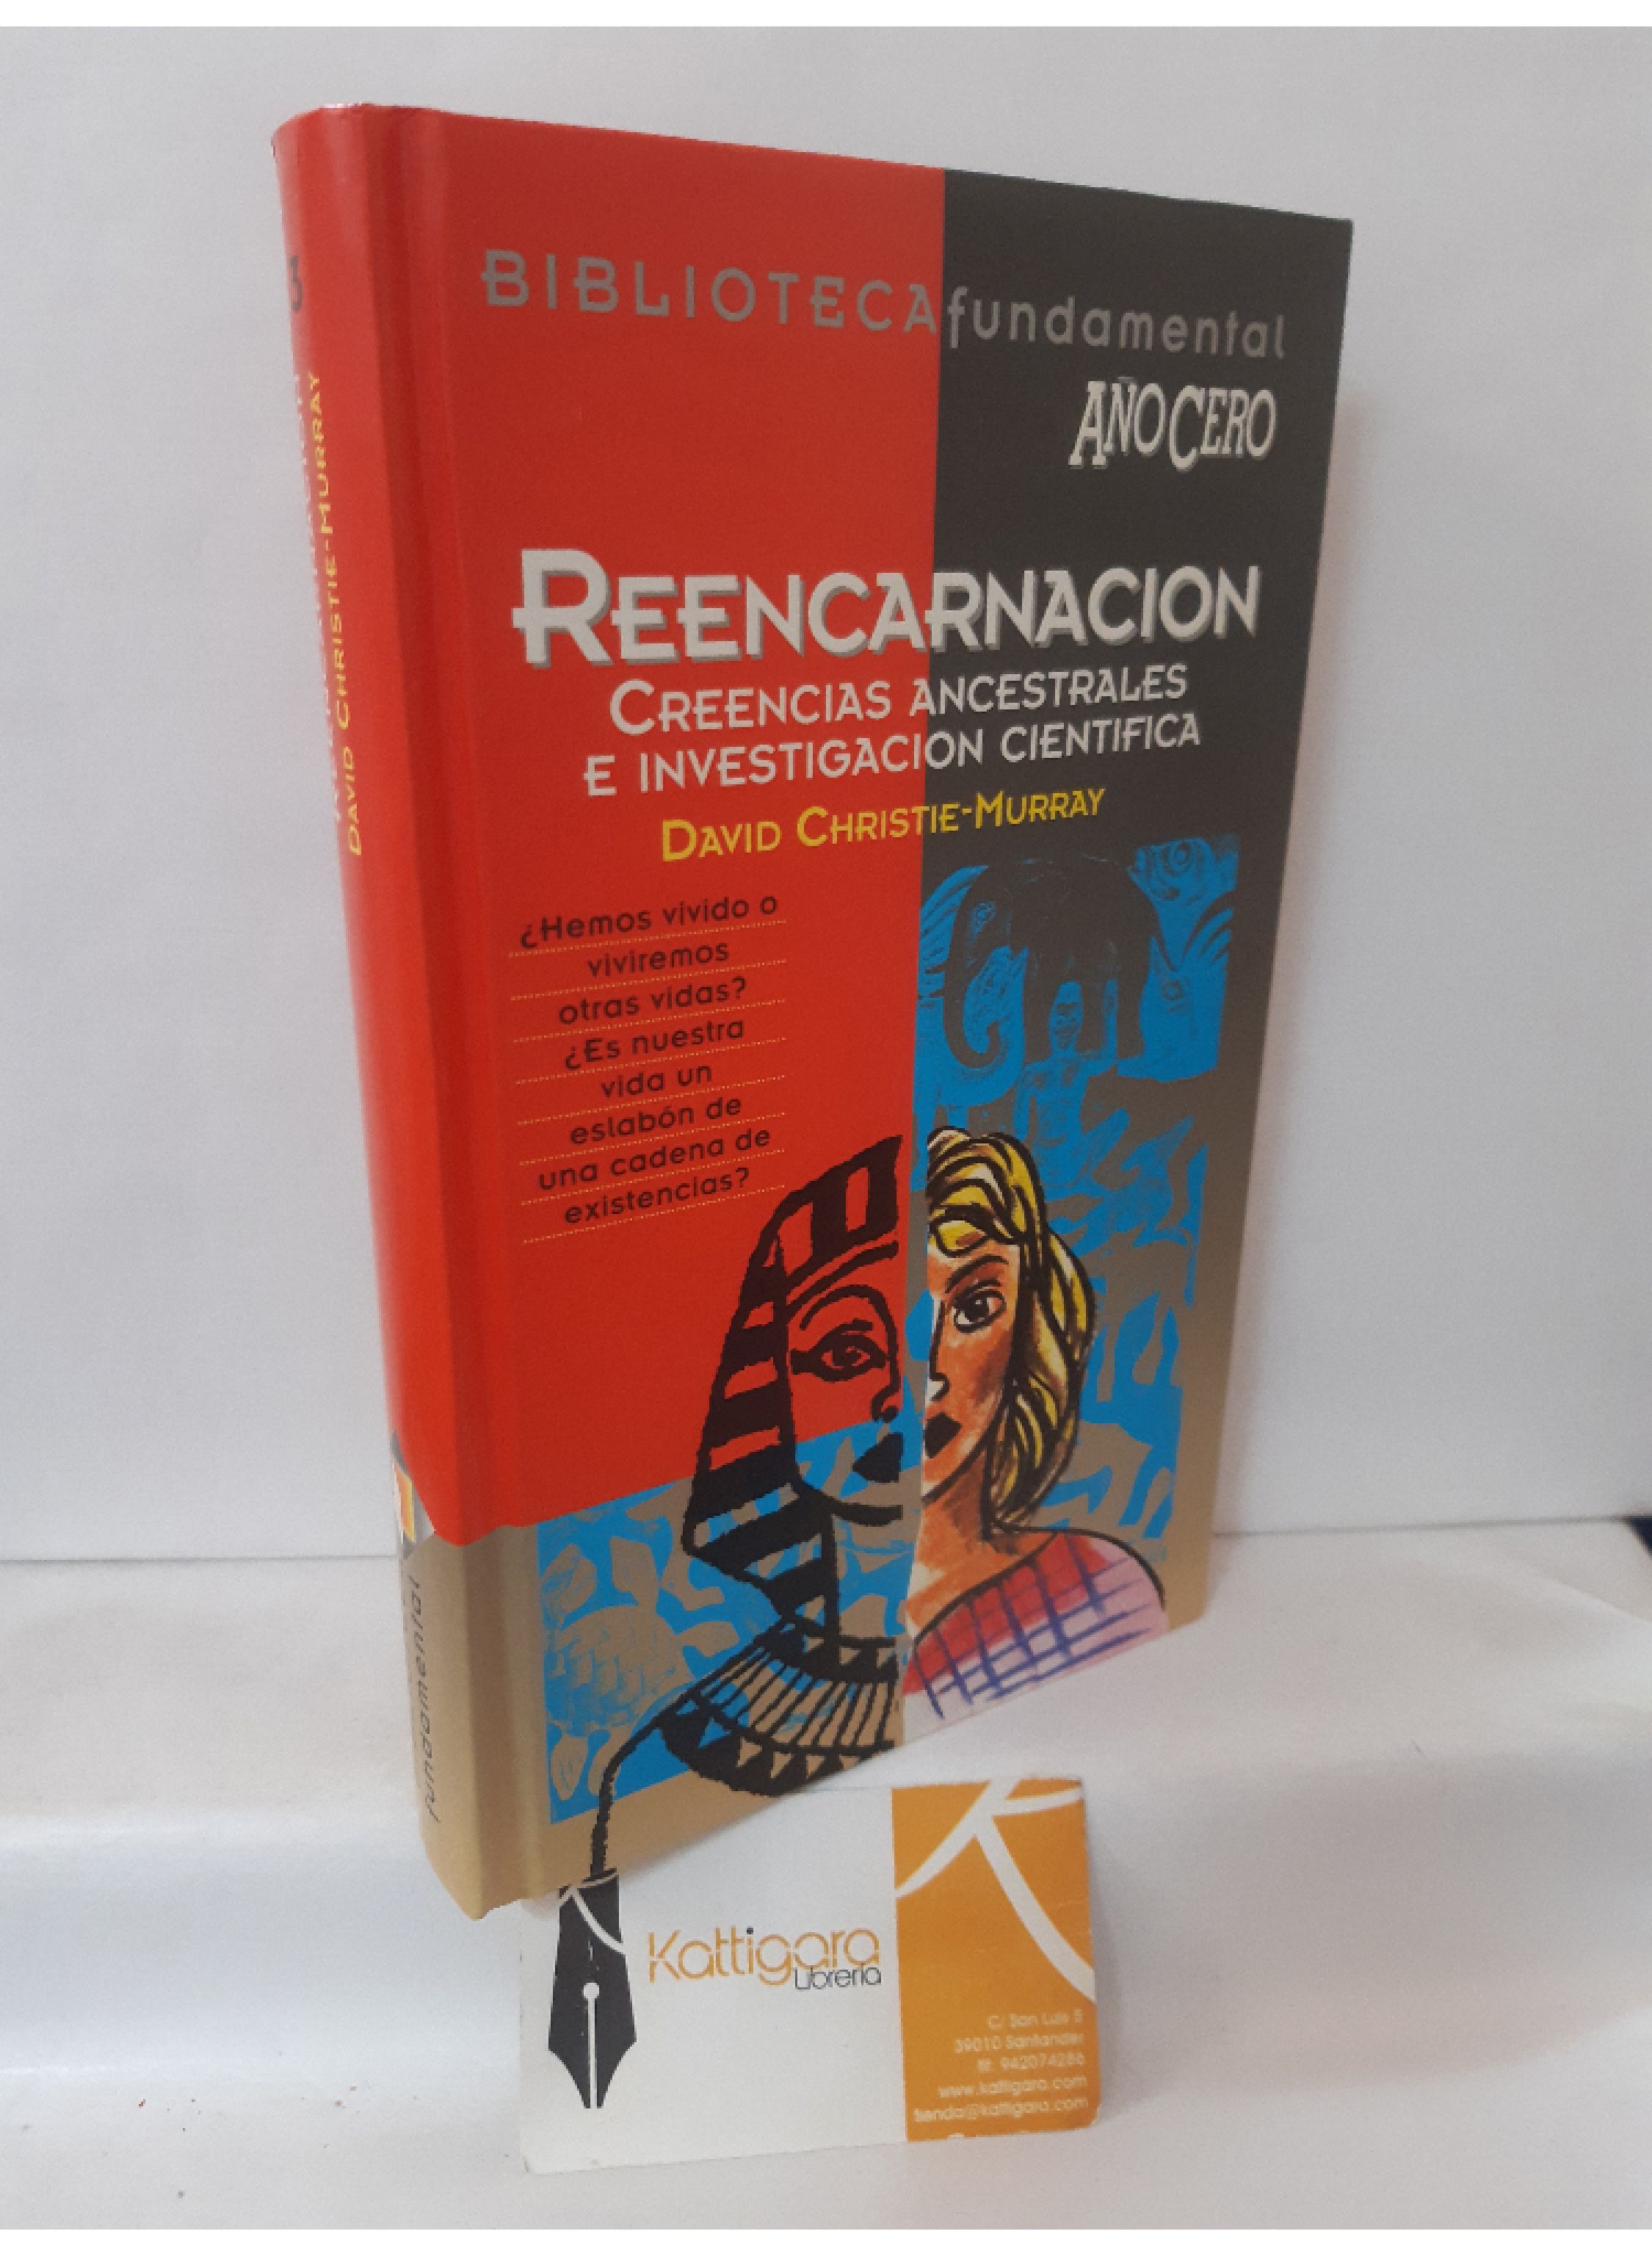 BIBLIOTECA fundamental
AÑO CERO
REENCARNACION
CREENCIAS ANCESTRALES
E INVESTIGACION CIENTIFICA
DAVID CHRISTIE-MURRAY
¿Hemos vivido o
viviremos
otras vidas?
¿Es nuestra
vida un
eslabón de
una cadena de
existencias?
3
DAVID CHRISTIE-MURRAY
fundamental
Kattigara
Librería
C/ San Luis 5
39010 Santander
tlf: 942074286
www.kattigara.com
tienda@kattigara.com